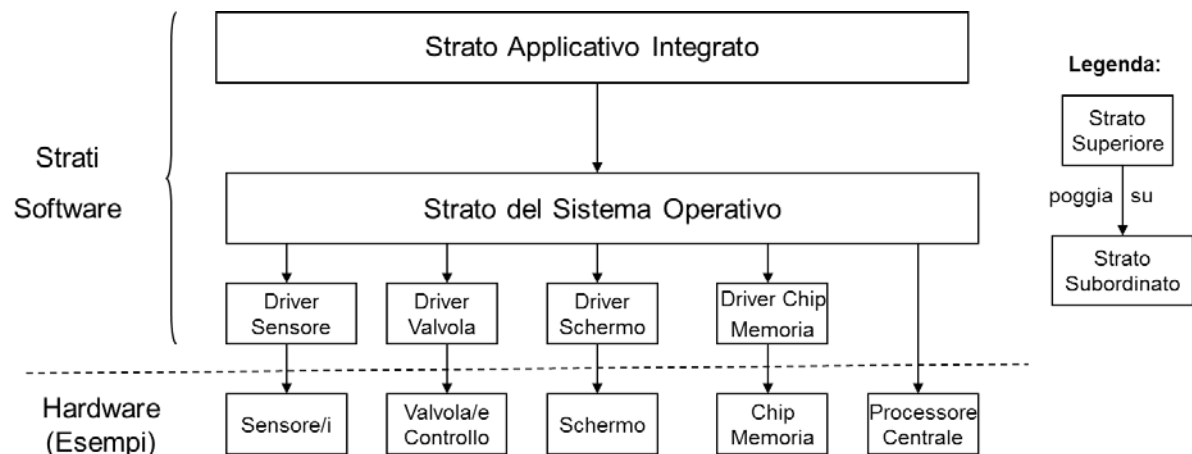 Strato Applicativo Integrato
Legenda:
Strato
Superiore
poggia su
Strato
Subordinato
Strati
Software
Strato del Sistema Operativo
Driver
Sensore
Driver
Valvola
Driver
Schermo
Driver Chip
Memoria
Hardware
(Esempi)
Sensore/i
Valvola/e
Controllo
Schermo
Chip
Memoria
Processore
Centrale